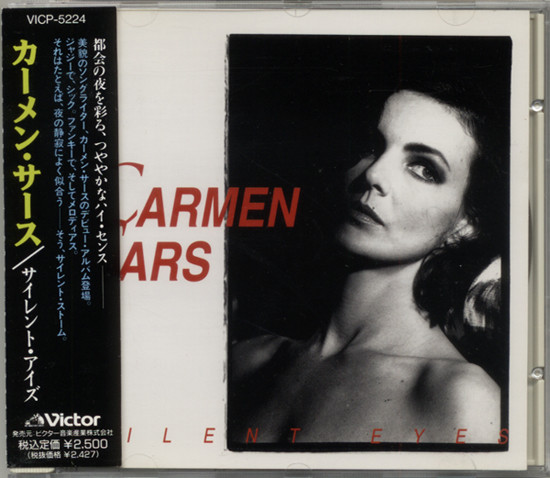 VICP-5224
カーメン・サース/サイレント・アイズ
都会の夜を彩る、つややかなハイ・センス――
美貌のソングライター、カーメン・サースのデビュー・アルバム登場。
ジャジーで、シック、ファンキーで、そしてメロディアス。
それはたとえば、夜の静寂によく似合う――そう、サイレント・ストーム。
Victor
発売元:ビクター音楽産業株式会社
税込定価 ¥2,500
(税抜価格 ¥2,427)
CARMEN
ARS
ILENT EYES